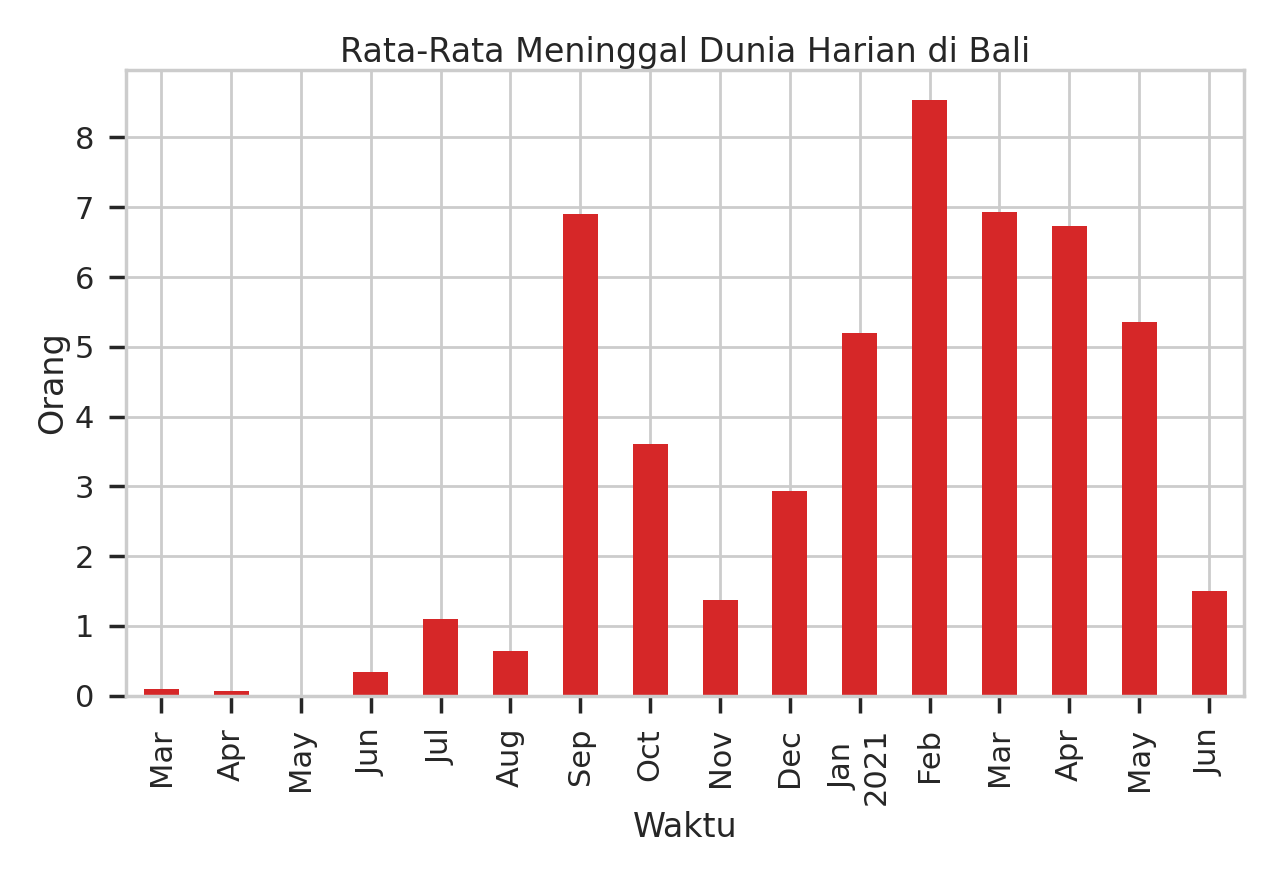 Rata-Rata Meninggal Dunia Harian di Bali
8
7
6
5
4
3
2
1
0
Orang
Mar
Apr
May
Jun
Jul
Aug
Sep
Oct
Nov
Dec
Jan
2021
Feb
Mar
Apr
May
Jun
Waktu